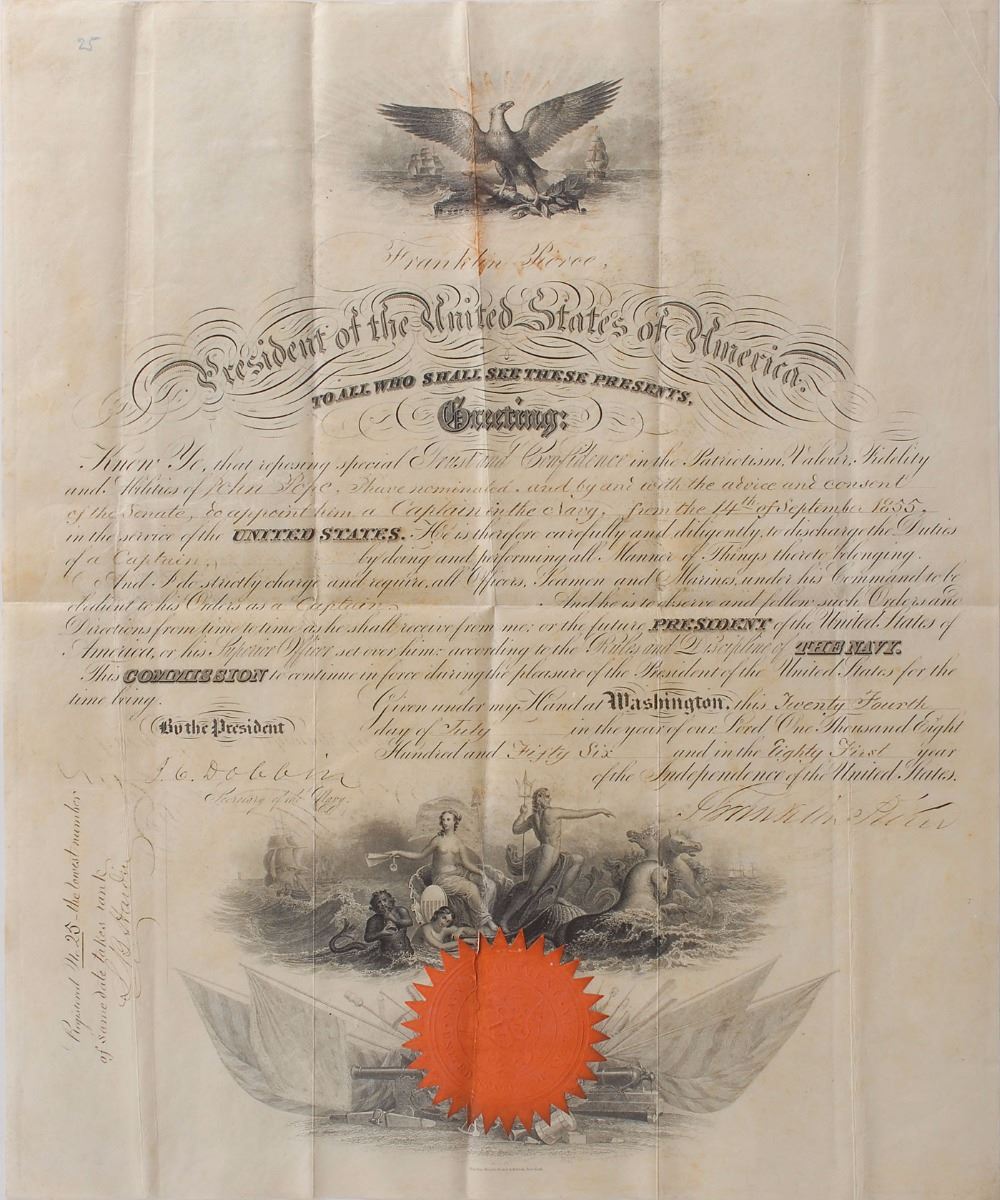 25
Franklin Pierce,
President of the United States of America.
TO ALL WHO SHALL SEE THESE PRESENTS,
Greeting:
Know Ye, that reposing special Trust and Confidence in the Patriotism, Valour, Fidelity
and Abilities of John Pope, I have nominated, and by and with the advice and consent
of the Senate, do appoint him a Captain in the Navy, from the 14th of September 1855,
in the service of the UNITED STATES. He is therefore carefully and diligently, to discharge the Duties
of a Captain, by doing and performing all Manner of Things thereto belonging.
And I do strictly charge and require, all Officers, Seamen and Marines, under his Command to be
obedient to his Orders as a Captain. And he is to observe and follow such Orders and
Directions from time to time as he shall receive from me; or the future PRESIDENT of the United States of
America, or his Superior Officer set over him; according to the Rules and Discipline of THE NAVY.
This COMMISSION to continue in force during the pleasure of the President of the United States for the
time being.
Given under my Hand at Washington, this Twenty Fourth
day of July in the year of our Lord One Thousand Eight
Hundred and Fifty Six and in the Eighty First year
of the Independence of the United States.
By the President
Franklin Pierce
J. C. Dobbin
Secretary of the Navy.
Registered No. 25 - the lowest number
of same date takes rank